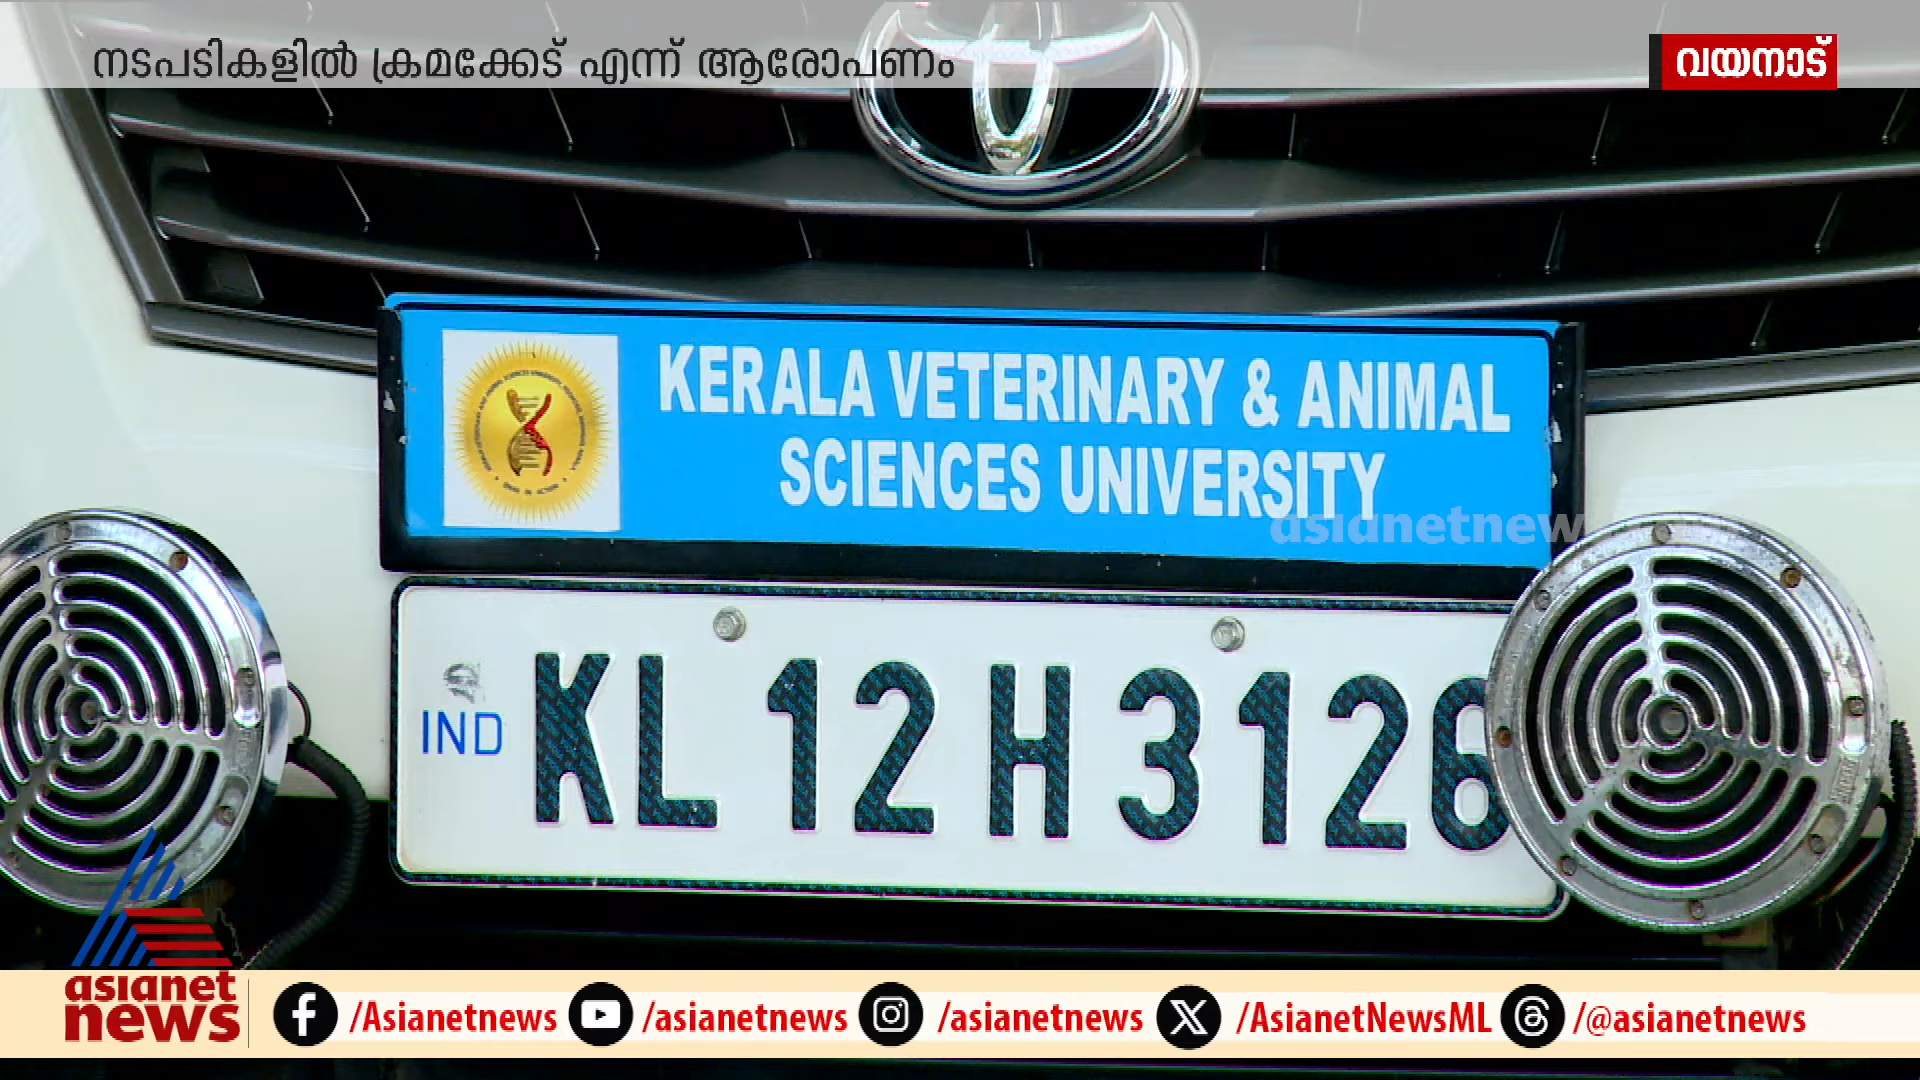 നടപടികളിൽ ക്രമക്കേട് എന്ന് ആരോപണം
വയനാട്
KERALA VETERINARY & ANIMAL
SCIENCES UNIVERSITY
asianetnew
IND KL 12 H 3126
asianet
news
/Asianetnews
/asianetnews
/asianetnews
/AsianetNewsML
/@asianetnews